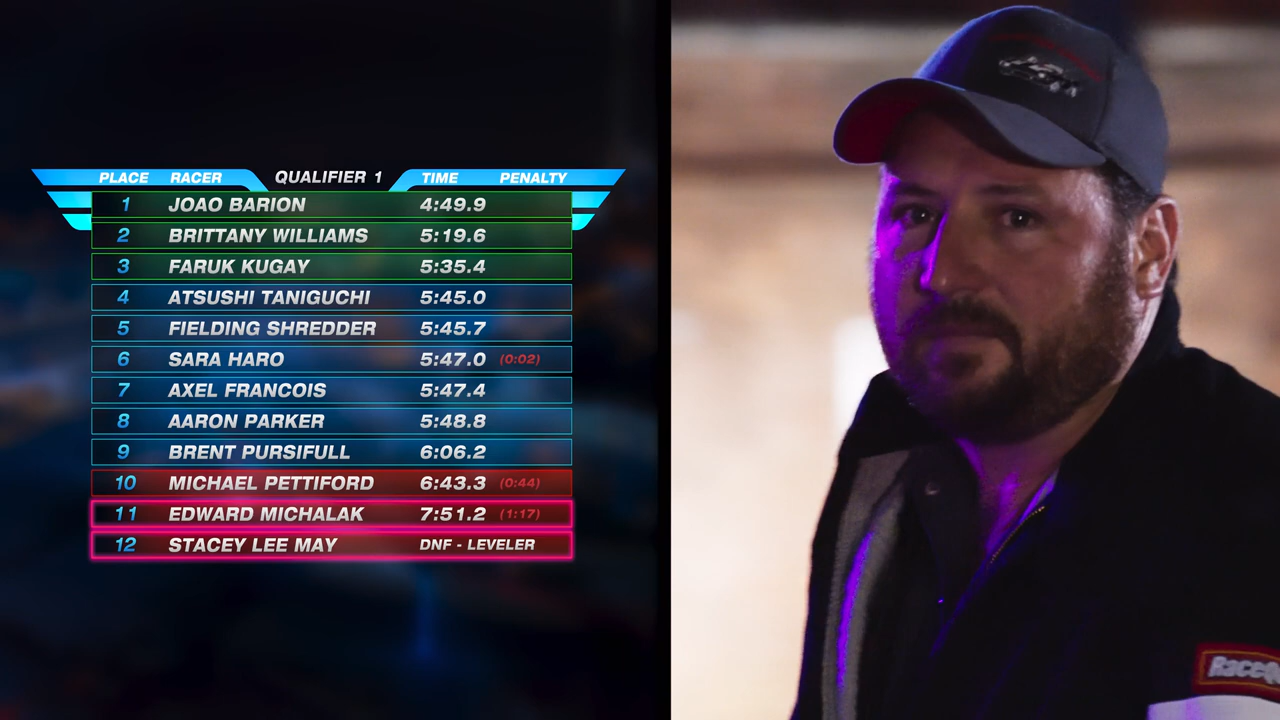 PLACE RACER QUALIFIER 1 TIME PENALTY
1 JOAO BARION 4:49.9
2 BRITTANY WILLIAMS 5:19.6
3 FARUK KUGAY 5:35.4
4 ATSUSHI TANIGUCHI 5:45.0
5 FIELDING SHREDDER 5:45.7
6 SARA HARO 5:47.0 (0:02)
7 AXEL FRANCOIS 5:47.4
8 AARON PARKER 5:48.8
9 BRENT PURSIFULL 6:06.2
10 MICHAEL PETTIFORD 6:43.3 (0:44)
11 EDWARD MICHALAK 7:51.2 (1:17)
12 STACEY LEE MAY DNF - LEVELER